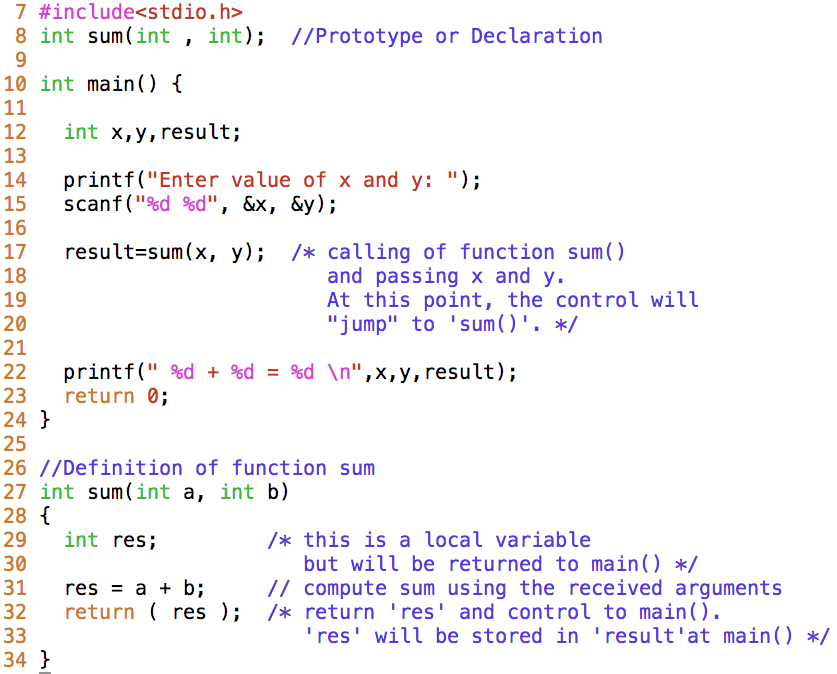 7 #include<stdio.h>
8 int sum(int , int);  //Prototype or Declaration
9
10 int main() {
11
12   int x,y,result;
13
14   printf("Enter value of x and y: ");
15   scanf("%d %d", &x, &y);
16
17   result=sum(x, y);  /* calling of function sum()
18                         and passing x and y.
19                         At this point, the control will
20                         "jump" to 'sum()'. */
21
22   printf(" %d + %d = %d \n",x,y,result);
23   return 0;
24 }
25
26 //Definition of function sum
27 int sum(int a, int b)
28 {
29   int res;         /* this is a local variable
30                       but will be returned to main() */
31   res = a + b;     // compute sum using the received arguments
32   return ( res );  /* return 'res' and control to main().
33                       'res' will be stored in 'result'at main() */
34 }